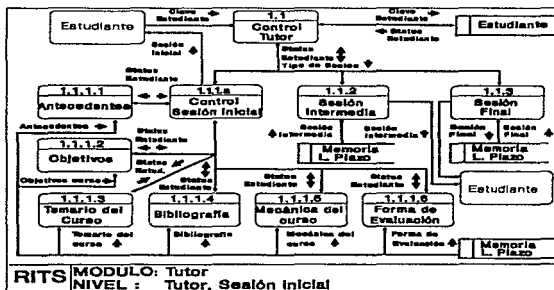 Estudiante
Clave
Estudiante
1.1
Control
Tutor
Clave
Estudiante
Status
Estudiante
Estudiante
Sesión
Inicial
Status
Estudiante
Tipo de Sesión
1.1.1.1
Antecedentes
Status
Estudiante
1.1.1.a
Control
Sesión Inicial
1.1.2
Sesión
Intermedia
1.1.3
Sesión
Final
Antecedentes
Status
Estudiante
Sesión
Intermedia
Sesión
Intermedia
Sesión
Final
Sesión
Final
1.1.1.2
Objetivos
Memoria
L. Plazo
Memoria
L. Plazo
Objetivos curso
Status
Estud.
Status
Estudiante
Status
Estudiante
Status
Estudiante
Estudiante
1.1.1.3
Temario del
Curso
1.1.1.4
Bibliografía
1.1.1.5
Mecánica del
curso
1.1.1.6
Forma de
Evaluación
Temario del
curso
Bibliografía
Mecánica del
curso
Forma de
Evaluación
Memoria
L. Plazo
RITS
MODULO: Tutor
NIVEL : Tutor, Sesión Inicial